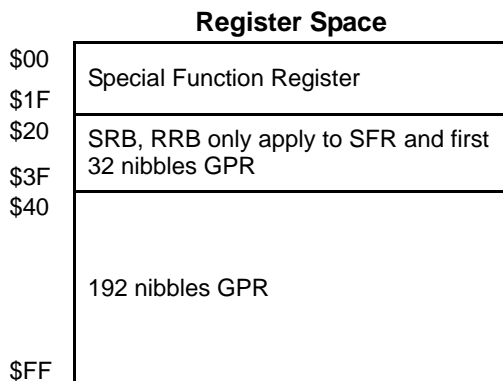 Register Space
$00
Special Function Register
$1F
$20
SRB, RRB only apply to SFR and first
32 nibbles GPR
$3F
$40
192 nibbles GPR
$FF